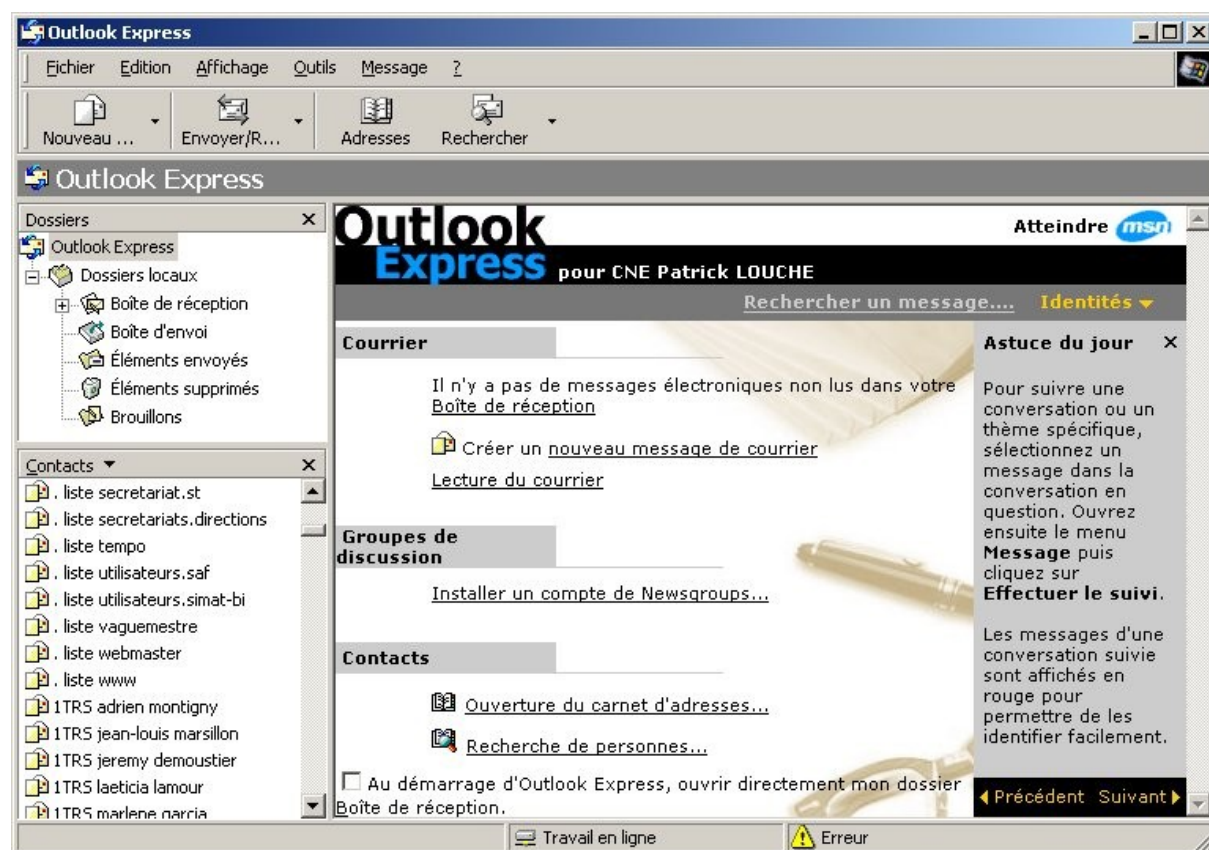 Outlook Express
Fichier Edition Affichage Outils Message ?
Nouveau ... Envoyer/R... Adresses Rechercher
Outlook Express
Dossiers
Outlook Express
Dossiers locaux
Boîte de réception
Boîte d'envoi
Éléments envoyés
Éléments supprimés
Brouillons
Contacts
. liste secretariat.st
. liste secretariats.directions
. liste tempo
. liste utilisateurs.saf
. liste utilisateurs.simat-bi
. liste vaguemestre
. liste webmaster
. liste www
1TRS adrien montigny
1TRS jean-louis marsillon
1TRS jeremy demoustier
1TRS laeticia lamour
1TRS marlene garcia
Outlook
Express pour CNE Patrick LOUCHE
Atteindre msn
Rechercher un message.... Identités
Courrier
Il n'y a pas de messages électroniques non lus dans votre
Boîte de réception
Créer un nouveau message de courrier
Lecture du courrier
Groupes de
discussion
Installer un compte de Newsgroups...
Contacts
Ouverture du carnet d'adresses...
Recherche de personnes...
Au démarrage d'Outlook Express, ouvrir directement mon dossier
Boîte de réception.
Astuce du jour
Pour suivre une
conversation ou un
thème spécifique,
sélectionnez un
message dans la
conversation en
question. Ouvrez
ensuite le menu
Message puis
cliquez sur
Effectuer le suivi.
Les messages d'une
conversation suivie
sont affichés en
rouge pour
permettre de les
identifier facilement.
Précédent Suivant
Travail en ligne Erreur